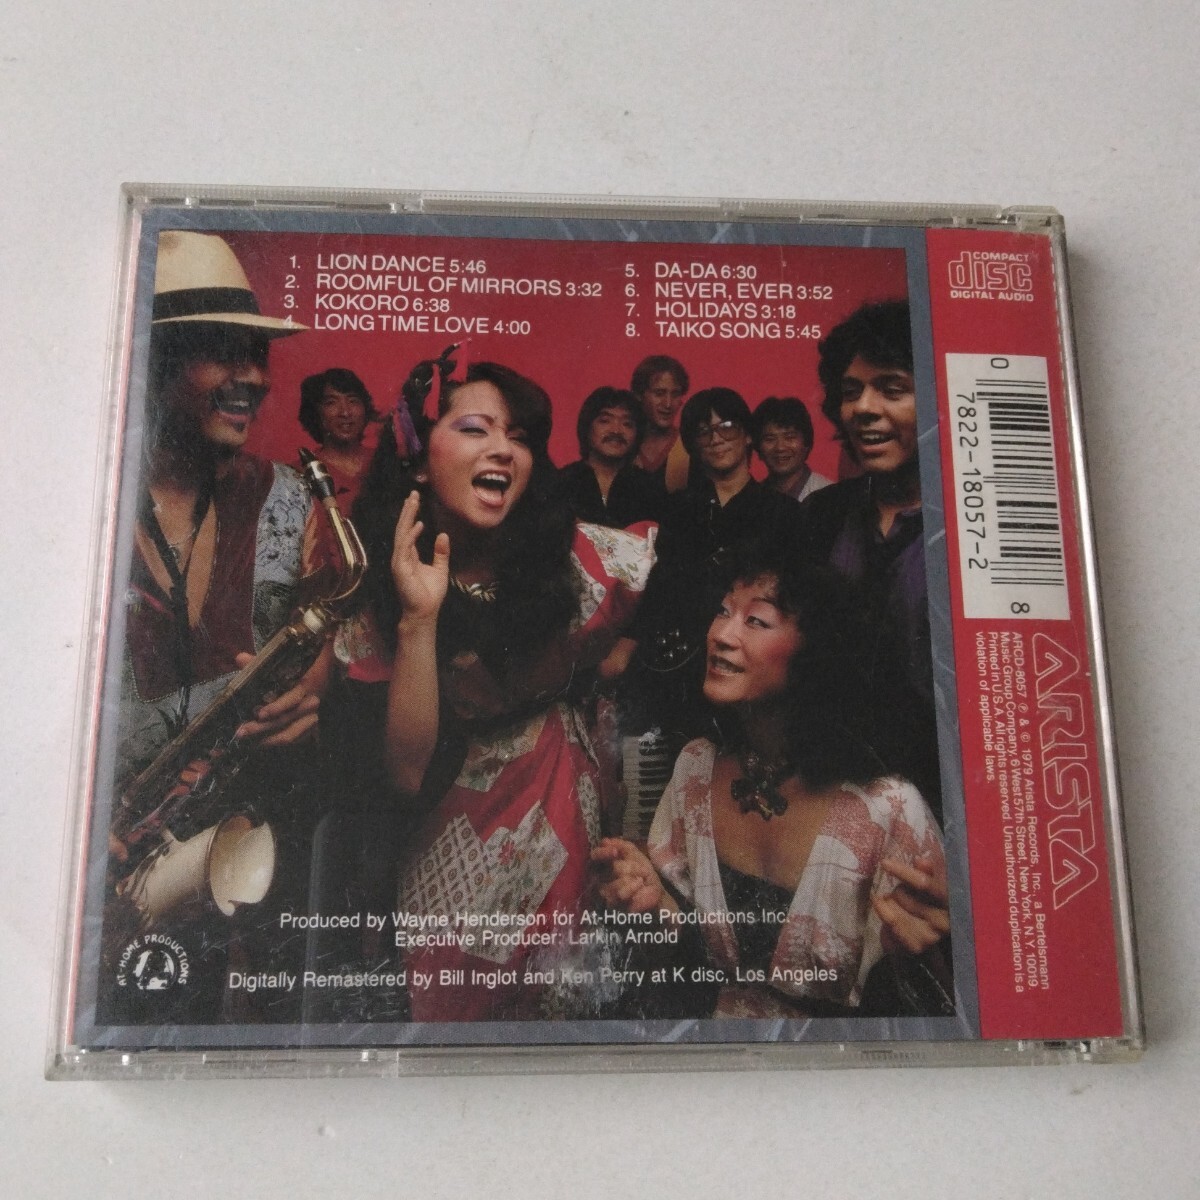 1. LION DANCE 5:46
2. ROOMFUL OF MIRRORS 3:32
3. KOKORO 6:38
4. LONG TIME LOVE 4:00
5. DA-DA 6:30
6. NEVER, EVER 3:52
7. HOLIDAYS 3:18
8. TAIKO SONG 5:45
COMPACT
disc
DIGITAL AUDIO
0 7822-18057-2 8
ARISTA
ARCD-8057 ℗ & © 1979 Arista Records, Inc., a Bertelsmann
Music Group Company, 6 West 57th Street, New York, N.Y. 10019.
Printed in U.S.A. All rights reserved. Unauthorized duplication is a
violation of applicable laws.
Produced by Wayne Henderson for At-Home Productions Inc.
Executive Producer: Larkin Arnold
Digitally Remastered by Bill Inglot and Ken Perry at K disc, Los Angeles
AT-HOME PRODUCTIONS